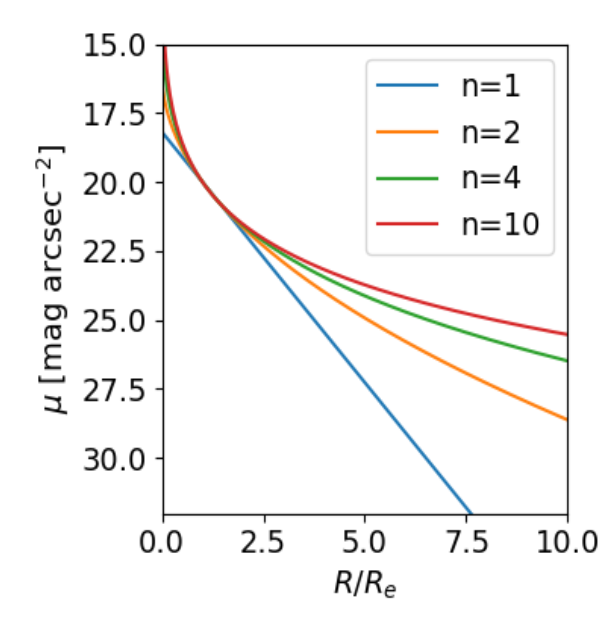 15.0
17.5
20.0
22.5
25.0
27.5
30.0
μ [mag arcsec⁻²]
n=1
n=2
n=4
n=10
0.0 2.5 5.0 7.5 10.0
R/Rₑ